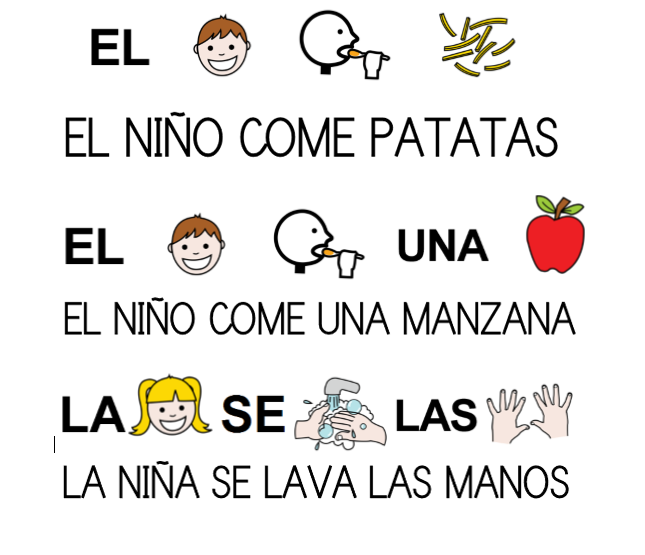 EL
EL NIÑO COME PATATAS
EL UNA
EL NIÑO COME UNA MANZANA
LA SE LAS
LA NIÑA SE LAVA LAS MANOS